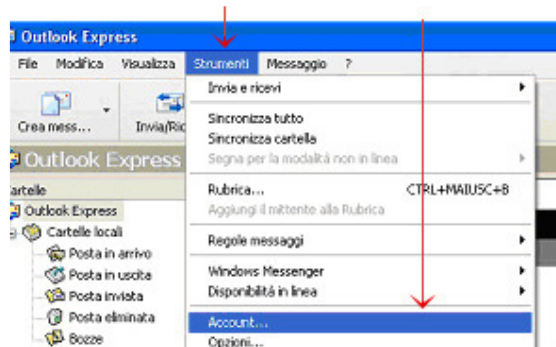 Outlook Expr
File Modifica Visualizza Strumenti Messaggio ?
Crea mess... Invia/Ric
Outlook Express
artelle
Outlook Express
Cartelle locali
Posta in arrivo
Posta in uscita
Posta inviata
Posta eliminata
Bozze
Invia e ricevi
Sincronizza tutto
Sincronizza cartella
Segna per la modalità non in linea
Rubrica... CTRL+MAIUSC+B
Aggiungi il mittente alla Rubrica
Regole messaggi
Windows Messenger
Disponibilità in linea
Account...
Opzioni...